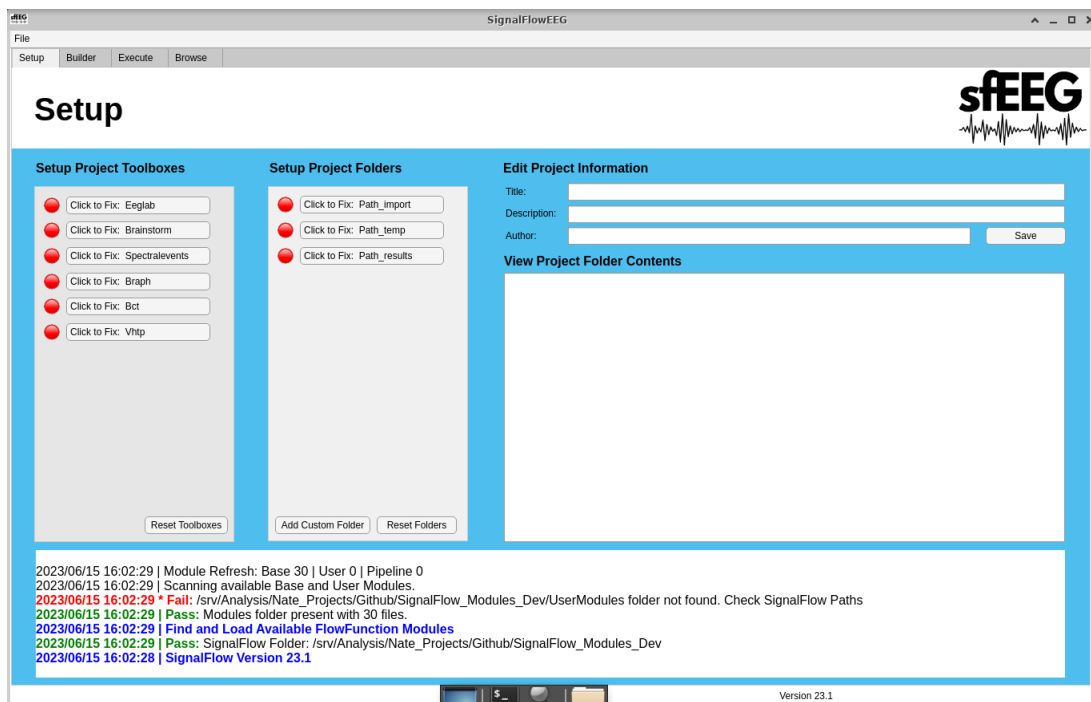 sfEEG
SignalFlowEEG
File
Setup Builder Execute Browse
Setup
sfEEG
Setup Project Toolboxes
Click to Fix: Eeglab
Click to Fix: Brainstorm
Click to Fix: Spectralevents
Click to Fix: Braph
Click to Fix: Bct
Click to Fix: Vhtp
Reset Toolboxes
Setup Project Folders
Click to Fix: Path_import
Click to Fix: Path_temp
Click to Fix: Path_results
Add Custom Folder Reset Folders
Edit Project Information
Title:
Description:
Author:
Save
View Project Folder Contents
2023/06/15 16:02:29 | Module Refresh: Base 30 | User 0 | Pipeline 0
2023/06/15 16:02:29 | Scanning available Base and User Modules.
2023/06/15 16:02:29 * Fail: /srv/Analysis/Nate_Projects/Github/SignalFlow_Modules_Dev/UserModules folder not found. Check SignalFlow Paths
2023/06/15 16:02:29 | Pass: Modules folder present with 30 files.
2023/06/15 16:02:29 | Find and Load Available FlowFunction Modules
2023/06/15 16:02:29 | Pass: SignalFlow Folder: /srv/Analysis/Nate_Projects/Github/SignalFlow_Modules_Dev
2023/06/15 16:02:28 | SignalFlow Version 23.1
$_
Version 23.1